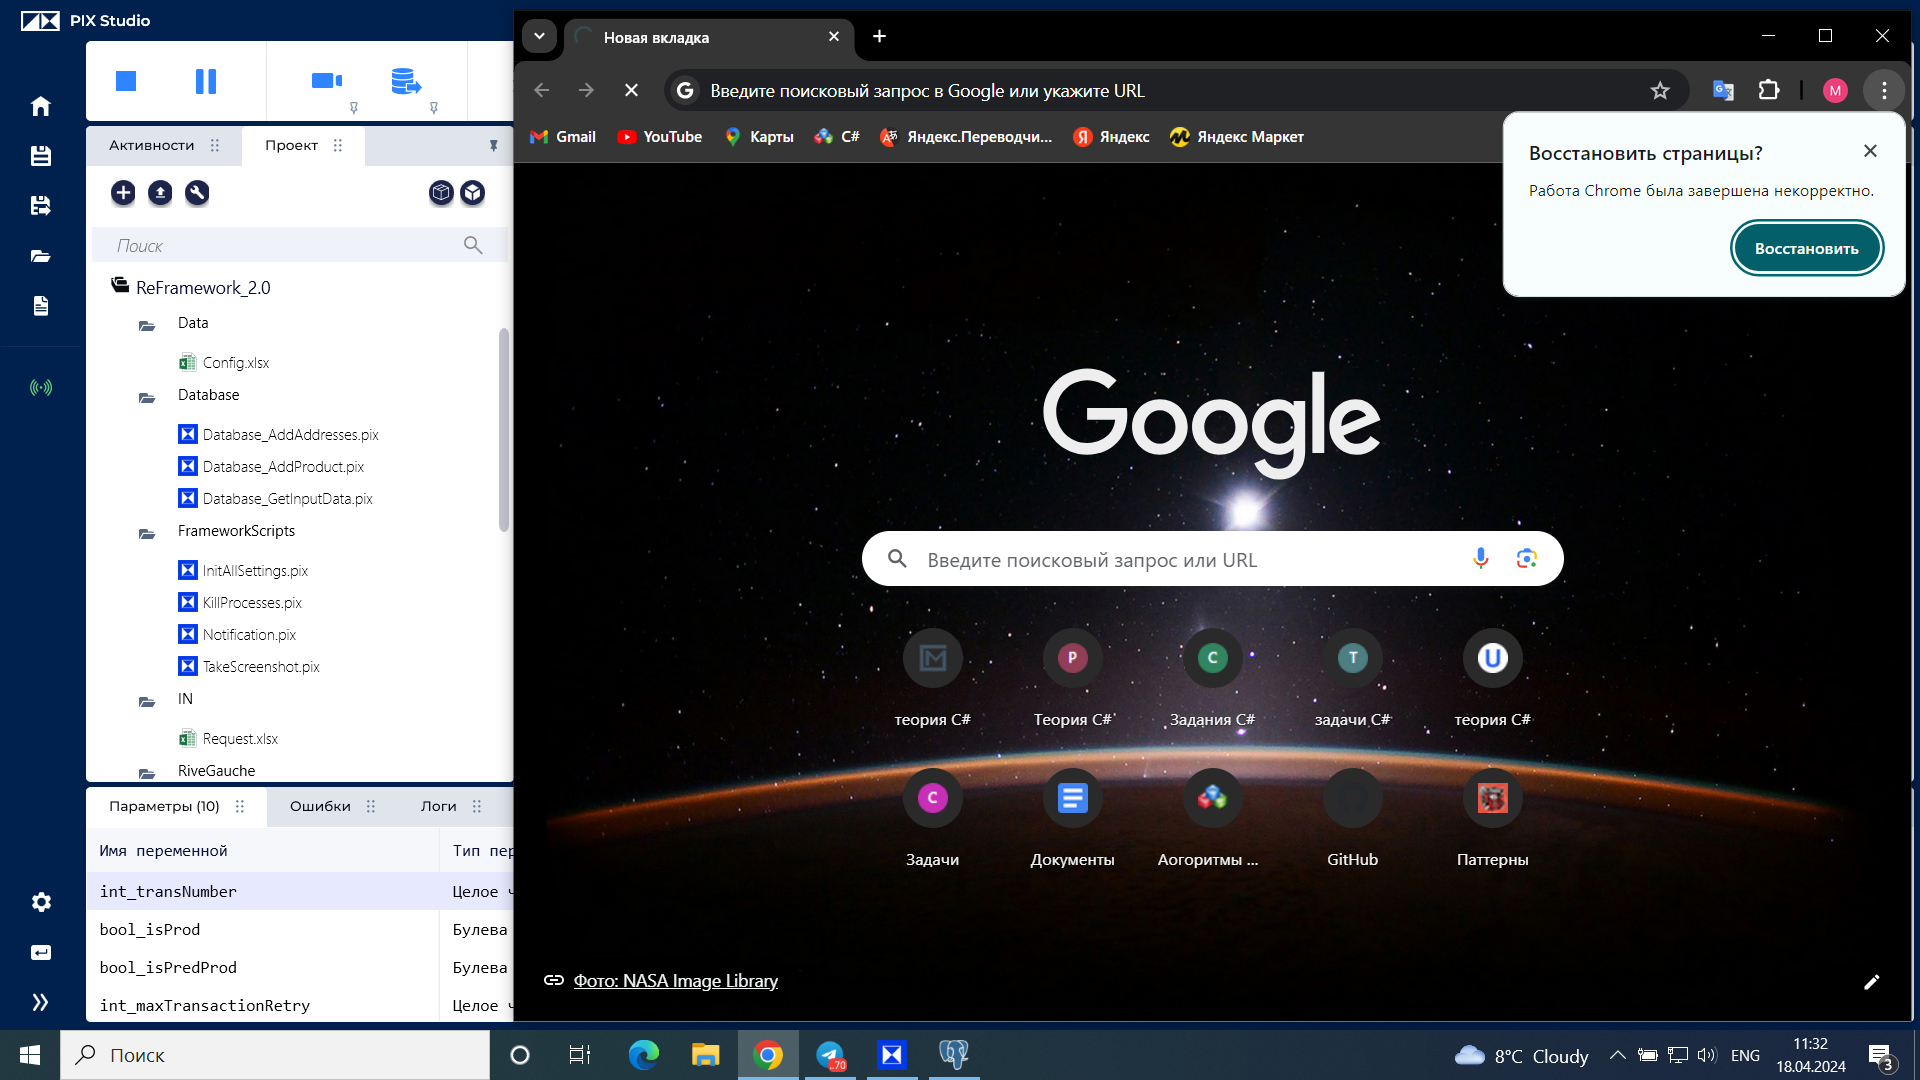 PIX Studio
Активности
Проект
Поиск
ReFramework_2.0
Data
Config.xlsx
Database
Database_AddAddresses.pix
Database_AddProduct.pix
Database_GetInputData.pix
FrameworkScripts
InitAllSettings.pix
KillProcesses.pix
Notification.pix
TakeScreenshot.pix
IN
Request.xlsx
RiveGauche
Параметры (10)
Ошибки
Логи
Имя переменной
Тип пер
int_transNumber
Целое ч
bool_isProd
Булева
bool_isPredProd
Булева
int_maxTransactionRetry
Целое ч
Новая вкладка
Введите поисковый запрос в Google или укажите URL
M
Gmail
YouTube
Карты
C#
Яндекс.Переводчи...
Яндекс
Яндекс Маркет
Восстановить страницы?
Работа Chrome была завершена некорректно.
Восстановить
Google
Введите поисковый запрос или URL
P
C
T
U
теория C#
Теория C#'
Задания C#
задачи C#
теория C#
C
Задачи
Документы
Аогоритмы ...
GitHub
Паттерны
Фото: NASA Image Library
Поиск
..70
8°C Cloudy
ENG
11:32
18.04.2024
3